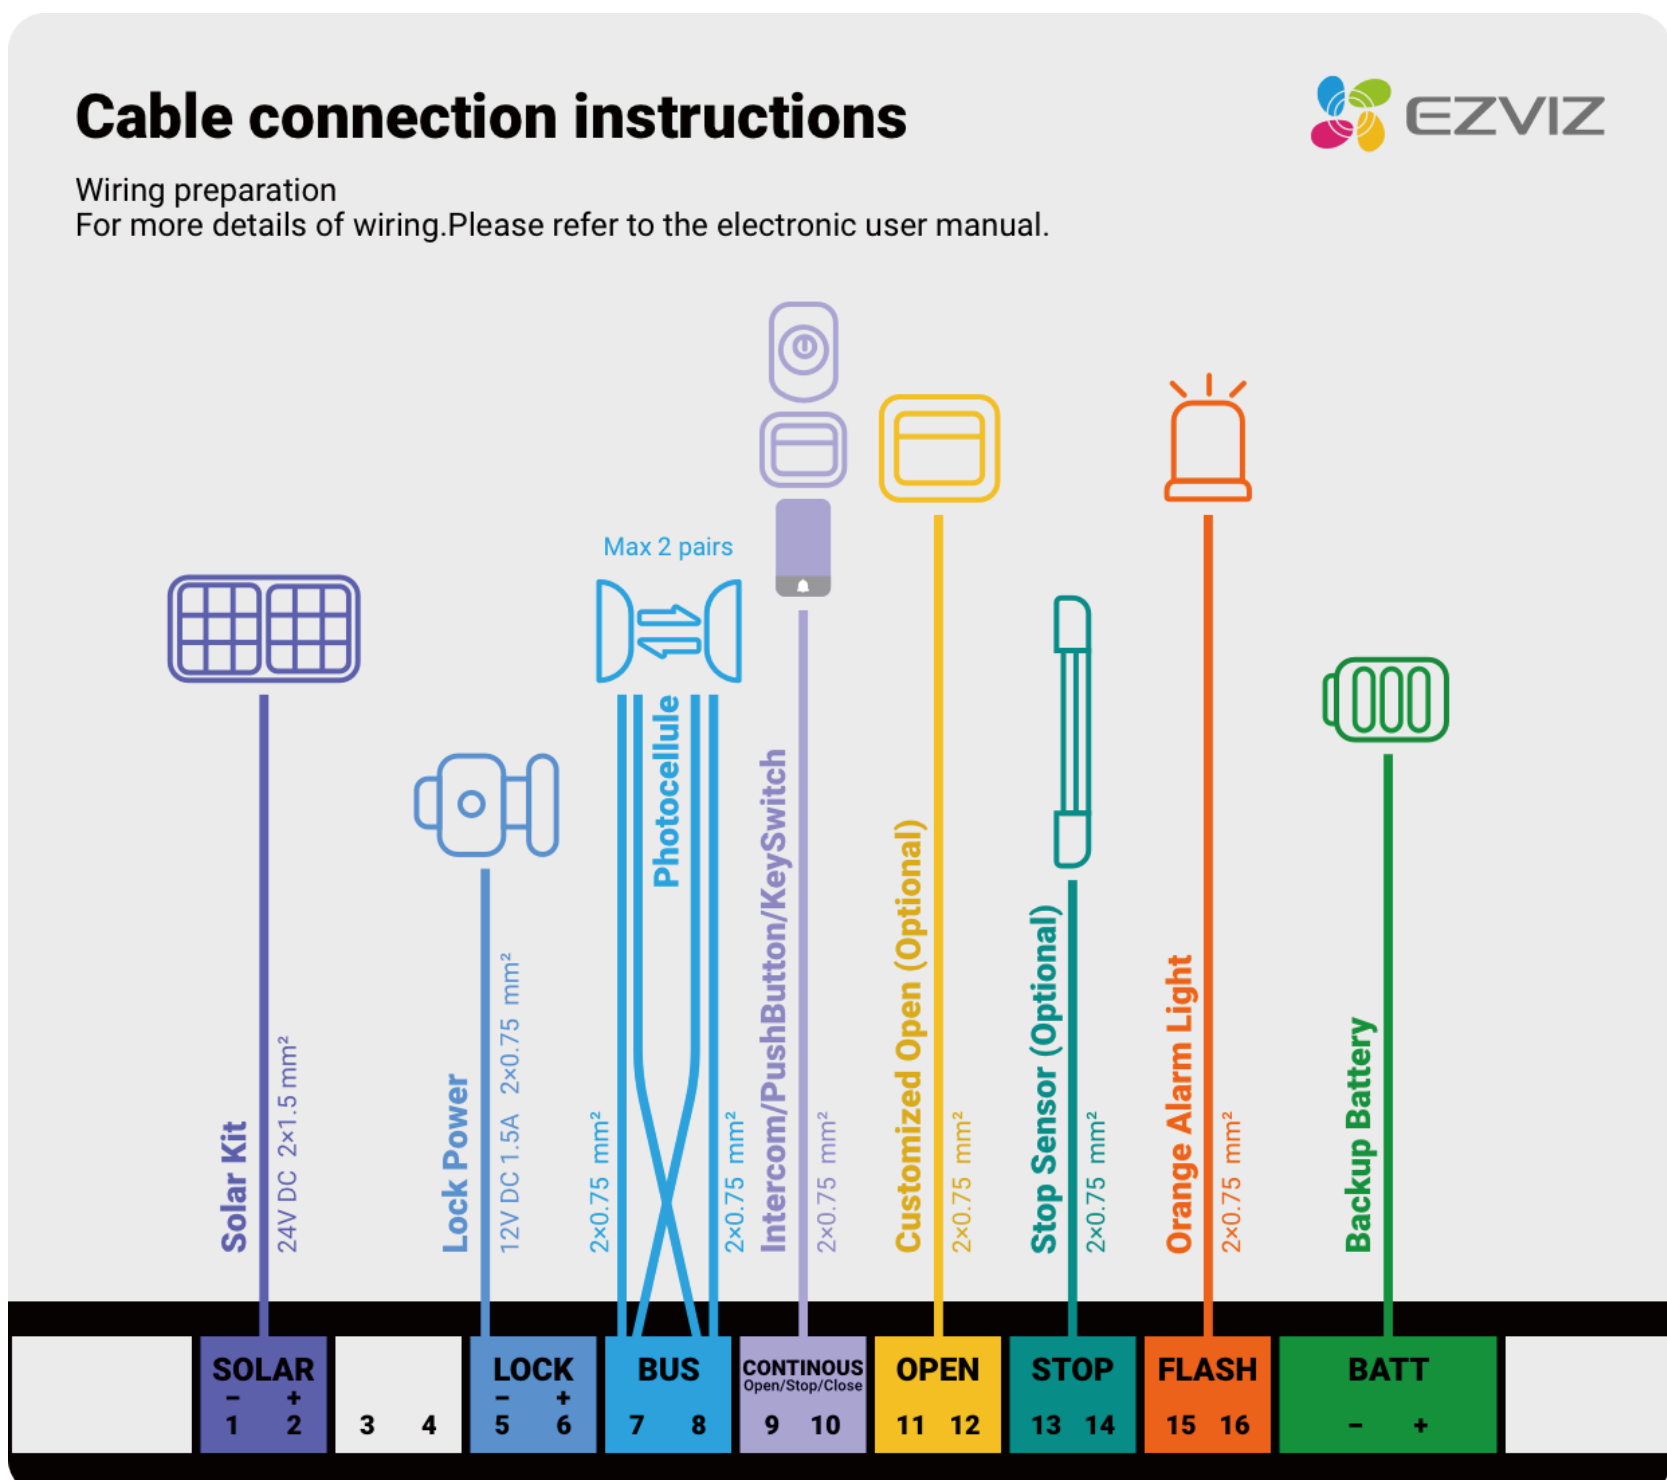 Cable connection instructions
EZVIZ
Wiring preparation
For more details of wiring.Please refer to the electronic user manual.
Max 2 pairs
Solar Kit
24V DC 2×1.5 mm²
Lock Power
12V DC 1.5A 2×0.75 mm²
2×0.75 mm²
Photocellule
2×0.75 mm²
Intercom/PushButton/KeySwitch
2×0.75 mm²
Customized Open (Optional)
2×0.75 mm²
Stop Sensor (Optional)
2×0.75 mm²
Orange Alarm Light
2×0.75 mm²
Backup Battery
SOLAR
− +
1 2
3 4
LOCK
− +
5 6
BUS
7 8
CONTINOUS
Open/Stop/Close
9 10
OPEN
11 12
STOP
13 14
FLASH
15 16
BATT
− +